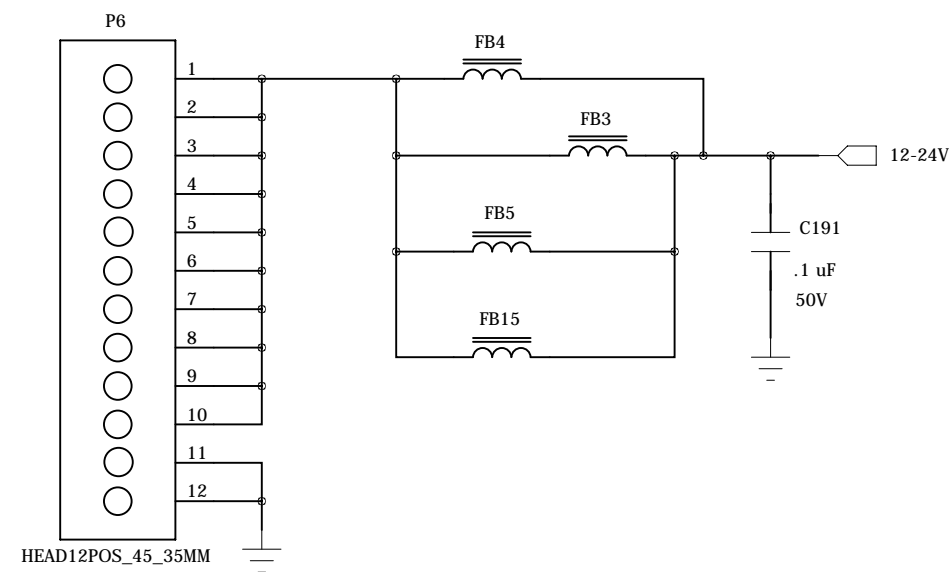 P6
1
2
3
4
5
6
7
8
9
10
11
12
HEAD12POS_45_35MM
FB4
FB3
FB5
FB15
12-24V
C191
.1 uF
50V